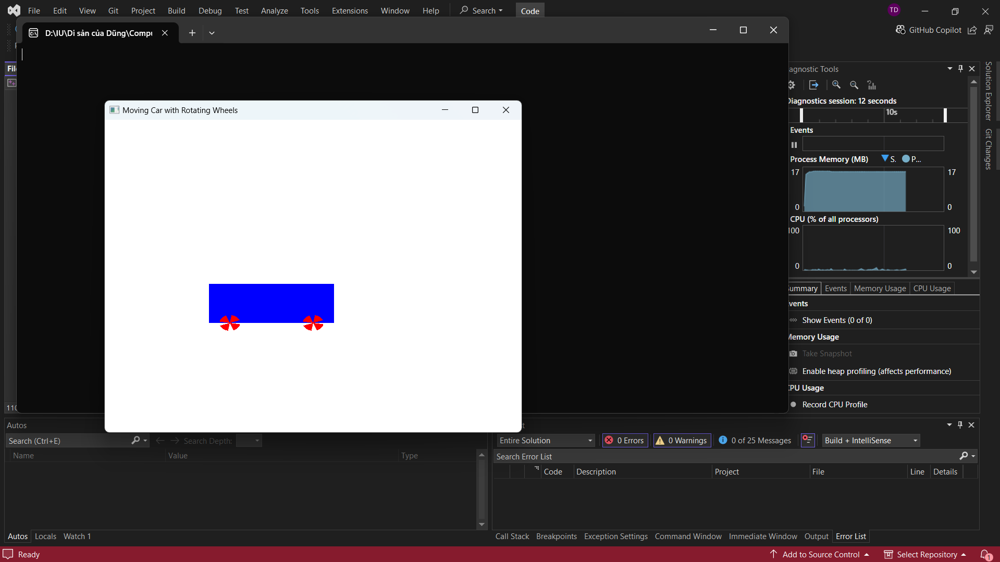 File Edit View Git Project Build Debug Test Analyze Tools Extensions Window Help Search Code TD
D:\IU\Di sản của Dũng\Compu
GitHub Copilot
File
agnostic Tools
Solution Explorer
Git Changes
Diagnostics session: 12 seconds
10s
Moving Car with Rotating Wheels
Events
Process Memory (MB) S. P...
17 17
0 0
CPU (% of all processors)
100 100
0 0
Summary Events Memory Usage CPU Usage
vents
Show Events (0 of 0)
Memory Usage
Take Snapshot
Enable heap profiling (affects performance)
CPU Usage
Record CPU Profile
110
Autos
t
Search (Ctrl+E) Search Depth:
Entire Solution 0 Errors 0 Warnings 0 of 25 Messages Build + IntelliSense
Name Value Type
Search Error List
Code Description Project File Line Details
Autos Locals Watch 1
Call Stack Breakpoints Exception Settings Command Window Immediate Window Output Error List
Ready
Add to Source Control Select Repository 1